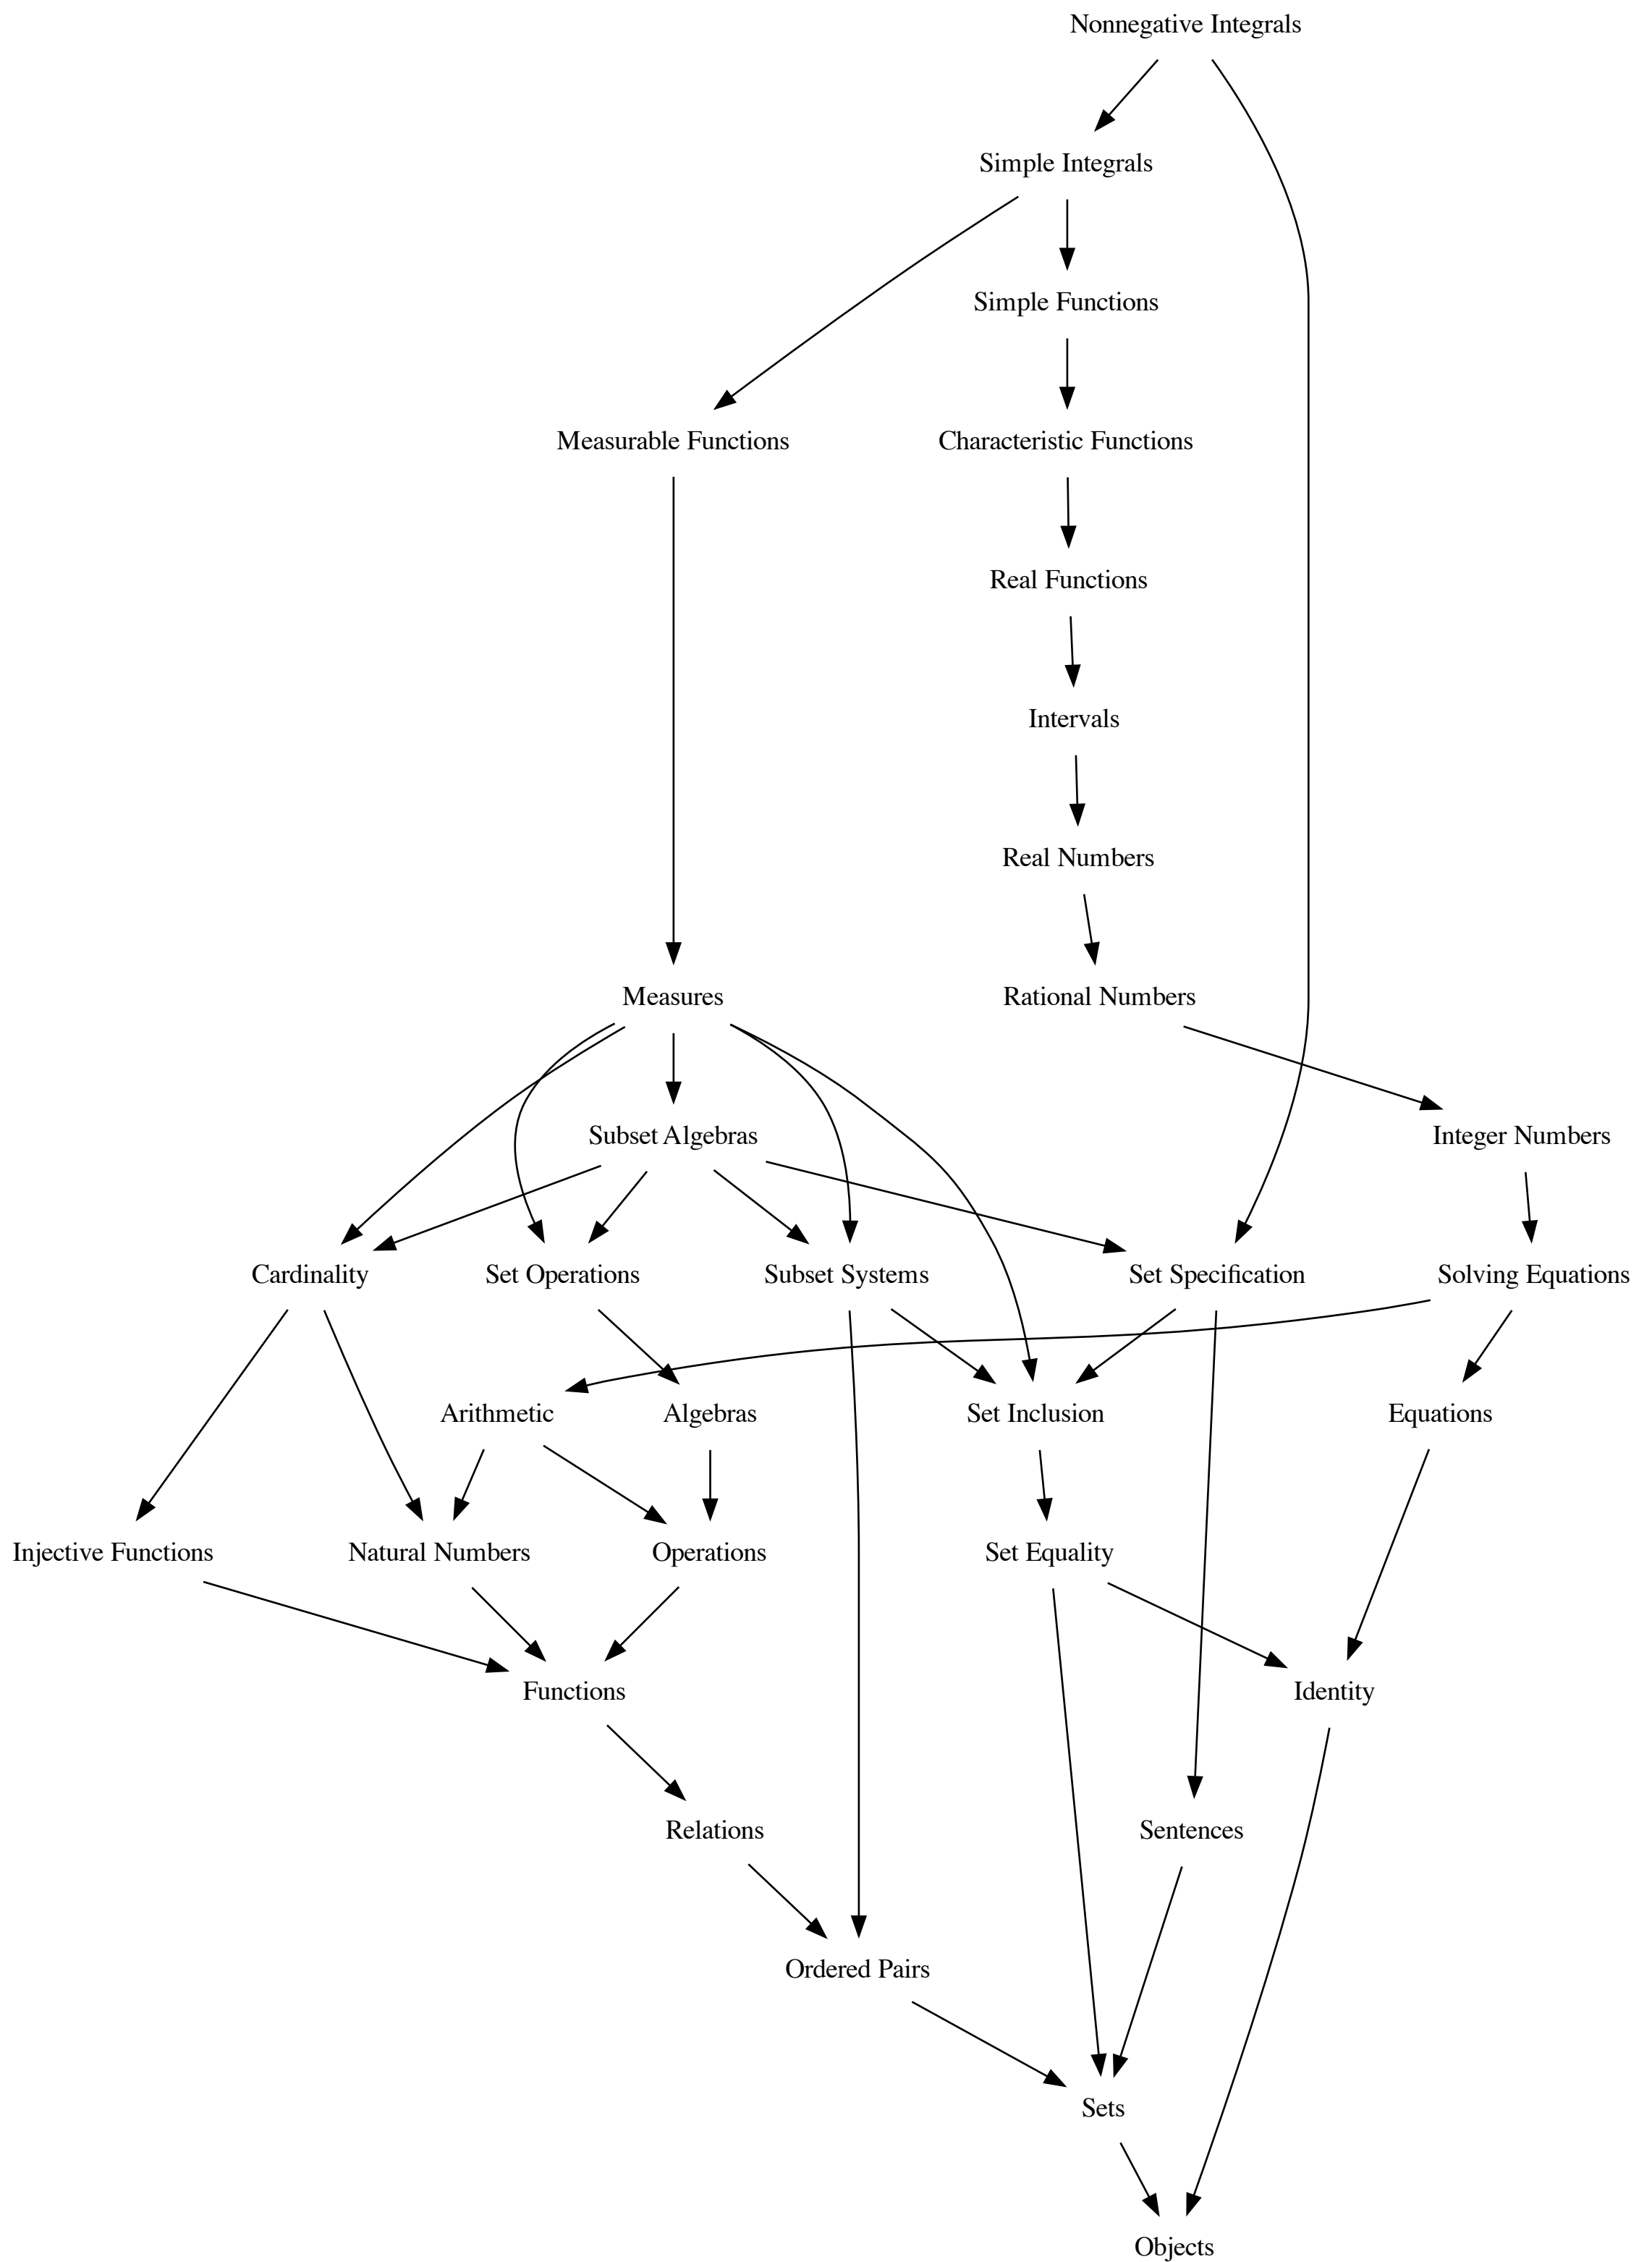 Nonnegative Integrals
Simple Integrals
Simple Functions
Measurable Functions
Characteristic Functions
Real Functions
Intervals
Real Numbers
Measures
Rational Numbers
Subset Algebras
Integer Numbers
Cardinality
Set Operations
Subset Systems
Set Specification
Solving Equations
Arithmetic
Algebras
Set Inclusion
Equations
Injective Functions
Natural Numbers
Operations
Set Equality
Functions
Identity
Relations
Sentences
Ordered Pairs
Sets
Objects